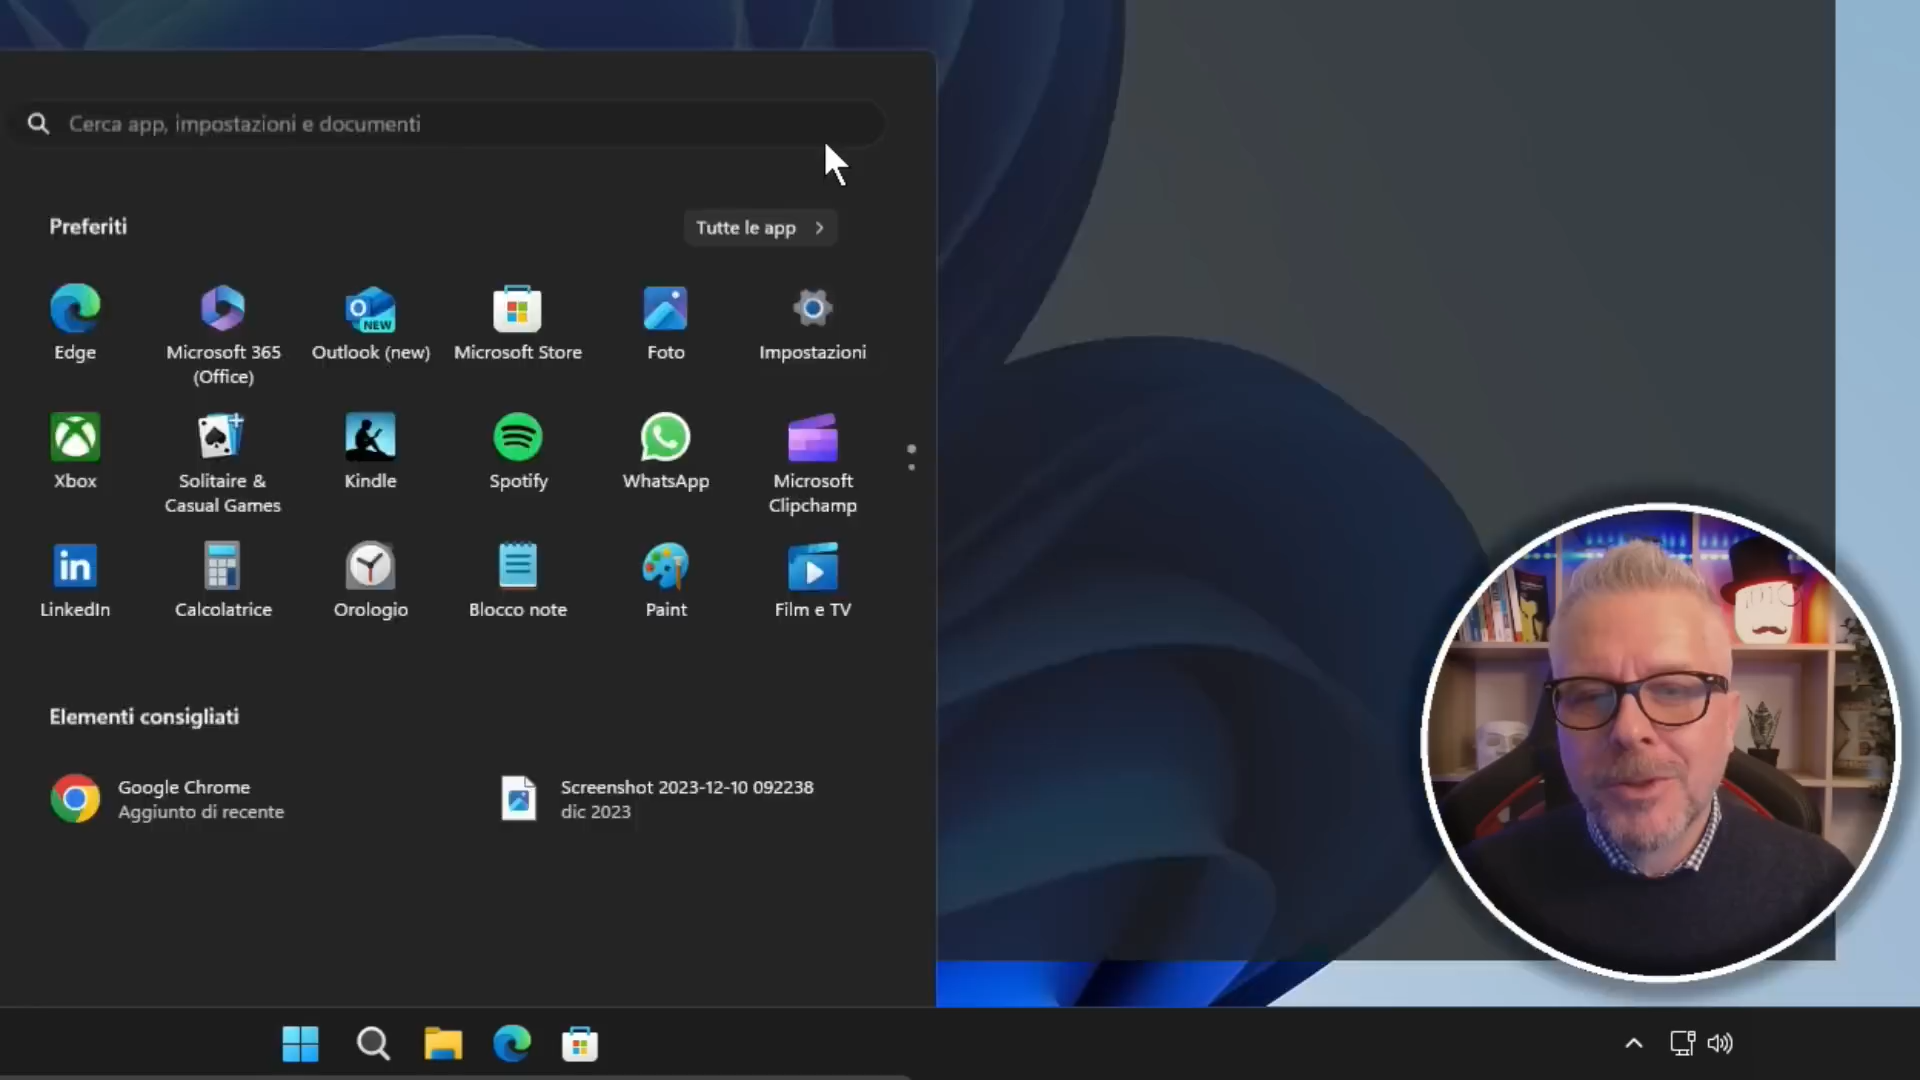 Cerca app, impostazioni e documenti
Preferiti
Tutte le app
Edge
Microsoft 365
(Office)
Outlook (new)
Microsoft Store
Foto
Impostazioni
Xbox
Solitaire &
Casual Games
Kindle
Spotify
WhatsApp
Microsoft
Clipchamp
LinkedIn
Calcolatrice
Orologio
Blocco note
Paint
Film e TV
Elementi consigliati
Google Chrome
Aggiunto di recente
Screenshot 2023-12-10 092238
dic 2023